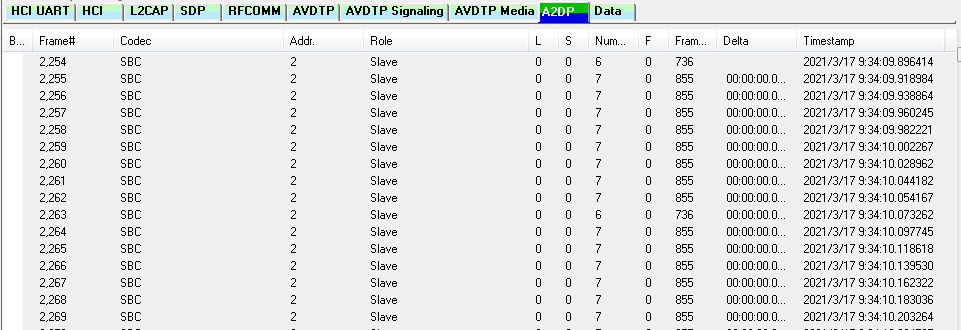 HCI UART HCI L2CAP SDP RFCOMM AVDTP AVDTP Signaling AVDTP Media A2DP Data
B... Frame# Codec Addr. Role L S Num... F Fram... Delta Timestamp
2,254 SBC 2 Slave 0 0 6 0 736 2021/3/17 9:34:09.896414
2,255 SBC 2 Slave 0 0 7 0 855 00:00:00.0... 2021/3/17 9:34:09.918984
2,256 SBC 2 Slave 0 0 7 0 855 00:00:00.0... 2021/3/17 9:34:09.938864
2,257 SBC 2 Slave 0 0 7 0 855 00:00:00.0... 2021/3/17 9:34:09.960245
2,258 SBC 2 Slave 0 0 7 0 855 00:00:00.0... 2021/3/17 9:34:09.982221
2,259 SBC 2 Slave 0 0 7 0 855 00:00:00.0... 2021/3/17 9:34:10.002267
2,260 SBC 2 Slave 0 0 7 0 855 00:00:00.0... 2021/3/17 9:34:10.028962
2,261 SBC 2 Slave 0 0 7 0 855 00:00:00.0... 2021/3/17 9:34:10.044182
2,262 SBC 2 Slave 0 0 7 0 855 00:00:00.0... 2021/3/17 9:34:10.054167
2,263 SBC 2 Slave 0 0 6 0 736 00:00:00.0... 2021/3/17 9:34:10.073262
2,264 SBC 2 Slave 0 0 7 0 855 00:00:00.0... 2021/3/17 9:34:10.097745
2,265 SBC 2 Slave 0 0 7 0 855 00:00:00.0... 2021/3/17 9:34:10.118618
2,266 SBC 2 Slave 0 0 7 0 855 00:00:00.0... 2021/3/17 9:34:10.139530
2,267 SBC 2 Slave 0 0 7 0 855 00:00:00.0... 2021/3/17 9:34:10.162322
2,268 SBC 2 Slave 0 0 7 0 855 00:00:00.0... 2021/3/17 9:34:10.183036
2,269 SBC 2 Slave 0 0 7 0 855 00:00:00.0... 2021/3/17 9:34:10.203264